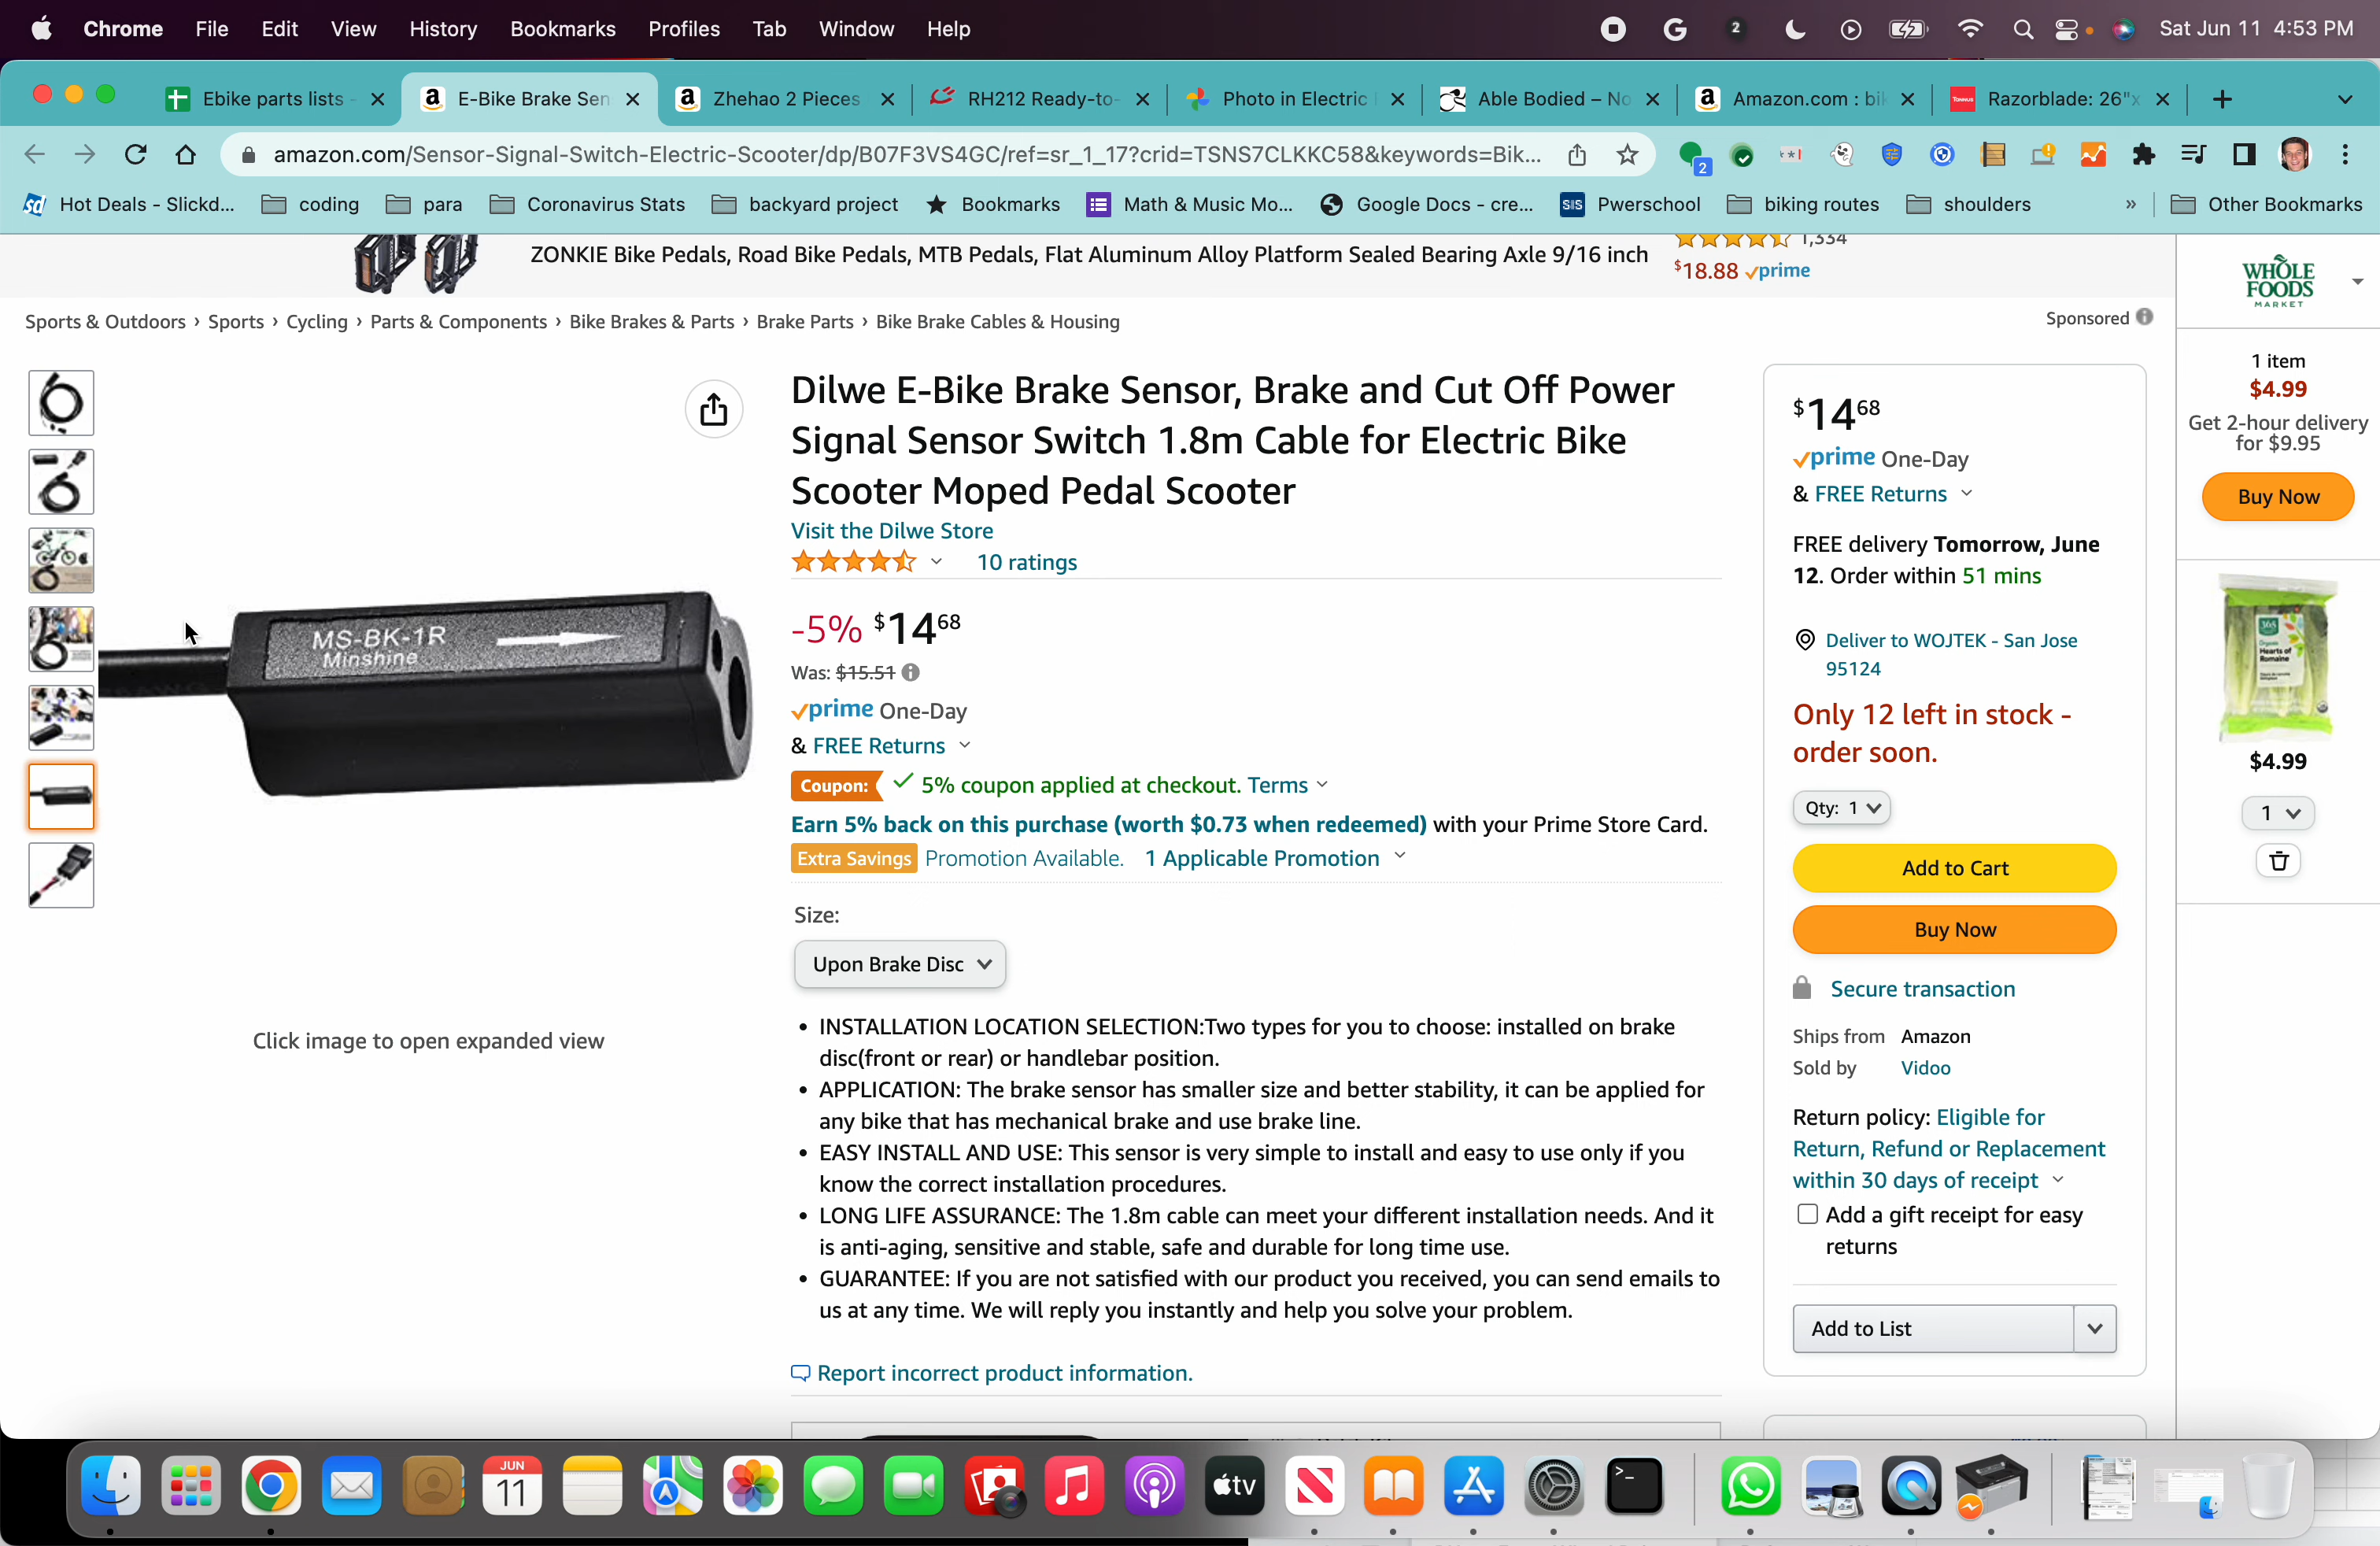 Chrome File Edit View History Bookmarks Profiles Tab Window Help 2 Sat Jun 11 4:53 PM
Ebike parts lists - E-Bike Brake Sen Zhehao 2 Pieces RH212 Ready-to- Photo in Electric Able Bodied – No Amazon.com : bik Razorblade: 26"x
amazon.com/Sensor-Signal-Switch-Electric-Scooter/dp/B07F3VS4GC/ref=sr_1_17?crid=TSNS7CLKKC58&keywords=Bik... 2
Hot Deals - Slickd... coding para Coronavirus Stats backyard project Bookmarks Math & Music Mo... Google Docs - cre... SIS Pwerschool biking routes shoulders » Other Bookmarks
ZONKIE Bike Pedals, Road Bike Pedals, MTB Pedals, Flat Aluminum Alloy Platform Sealed Bearing Axle 9/16 inch
1,334
$18.88 prime
Sports & Outdoors › Sports › Cycling › Parts & Components › Bike Brakes & Parts › Brake Parts › Bike Brake Cables & Housing
Sponsored
MS-BK-1R
Minshine
Click image to open expanded view
Dilwe E-Bike Brake Sensor, Brake and Cut Off Power
Signal Sensor Switch 1.8m Cable for Electric Bike
Scooter Moped Pedal Scooter
Visit the Dilwe Store
10 ratings
-5% $14.68
Was: $15.51
prime One-Day
& FREE Returns
Coupon: 5% coupon applied at checkout. Terms
Earn 5% back on this purchase (worth $0.73 when redeemed) with your Prime Store Card.
Extra Savings Promotion Available. 1 Applicable Promotion
Size:
Upon Brake Disc
• INSTALLATION LOCATION SELECTION:Two types for you to choose: installed on brake
disc(front or rear) or handlebar position.
• APPLICATION: The brake sensor has smaller size and better stability, it can be applied for
any bike that has mechanical brake and use brake line.
• EASY INSTALL AND USE: This sensor is very simple to install and easy to use only if you
know the correct installation procedures.
• LONG LIFE ASSURANCE: The 1.8m cable can meet your different installation needs. And it
is anti-aging, sensitive and stable, safe and durable for long time use.
• GUARANTEE: If you are not satisfied with our product you received, you can send emails to
us at any time. We will reply you instantly and help you solve your problem.
Report incorrect product information.
$14 68
prime One-Day
& FREE Returns
FREE delivery Tomorrow, June
12. Order within 51 mins
Deliver to WOJTEK - San Jose
95124
Only 12 left in stock -
order soon.
Qty: 1
Add to Cart
Buy Now
Secure transaction
Ships from Amazon
Sold by Vidoo
Return policy: Eligible for
Return, Refund or Replacement
within 30 days of receipt
Add a gift receipt for easy
returns
Add to List
WHOLE
FOODS
MARKET
1 item
$4.99
Get 2-hour delivery
for $9.95
Buy Now
365
Organic
Hearts of
Romaine
$4.99
1
JUN
11
tv